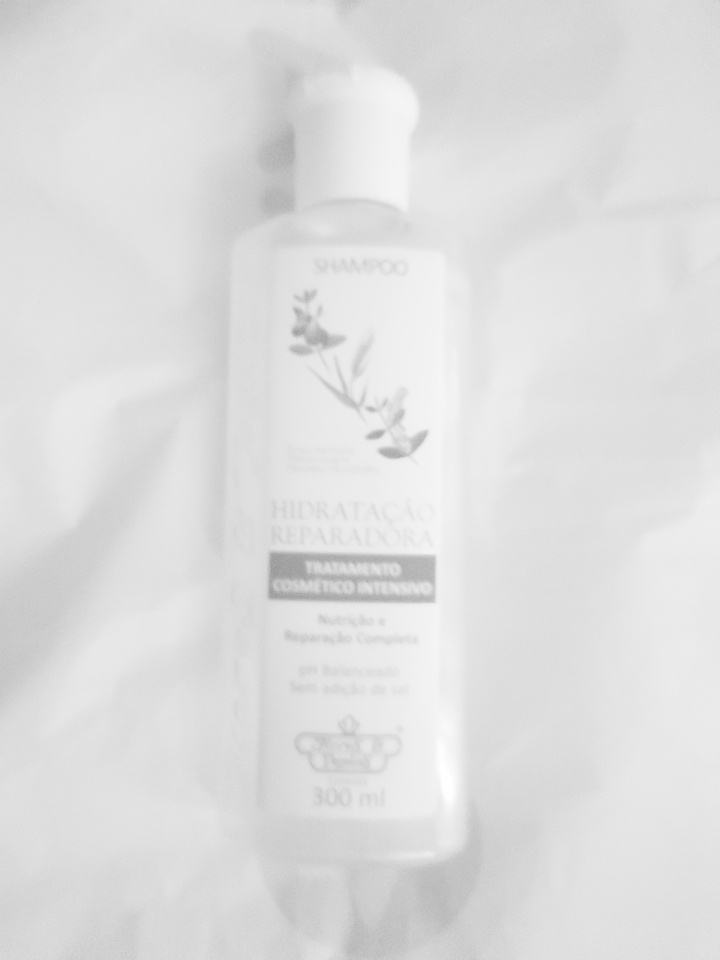 SHAMPOO
HIDRATAÇÃO
REPARADORA
TRATAMENTO
COSMÉTICO INTENSIVO
Nutrição e
Reparação Completa
pH Balanceado
Sem adição de sal
300 ml